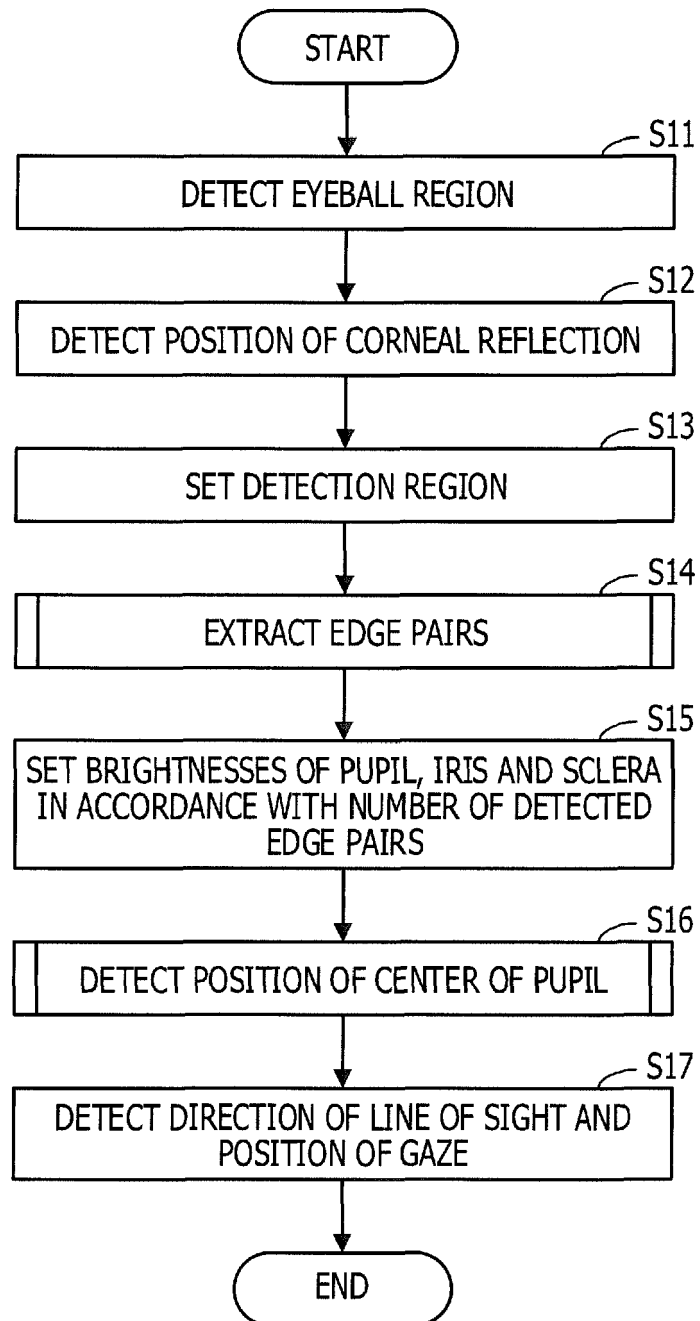 START
S11
DETECT EYEBALL REGION
S12
DETECT POSITION OF CORNEAL REFLECTION
S13
SET DETECTION REGION
S14
EXTRACT EDGE PAIRS
S15
SET BRIGHTNESSES OF PUPIL, IRIS AND SCLERA
IN ACCORDANCE WITH NUMBER OF DETECTED
EDGE PAIRS
S16
DETECT POSITION OF CENTER OF PUPIL
S17
DETECT DIRECTION OF LINE OF SIGHT AND
POSITION OF GAZE
END